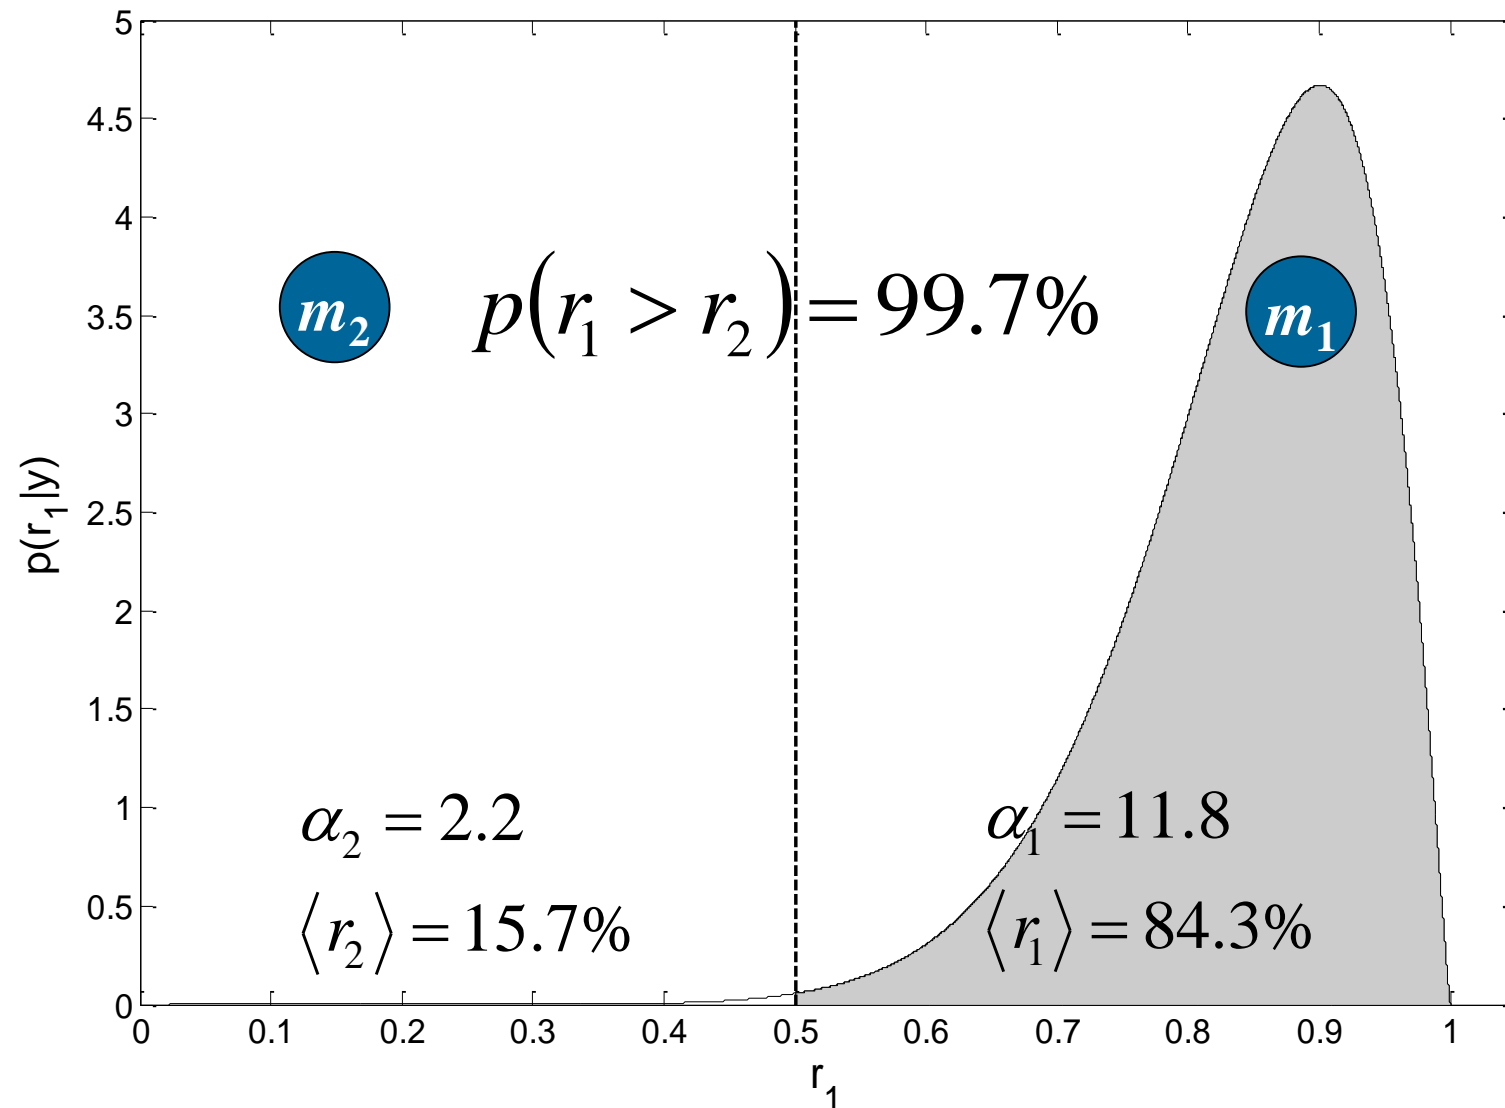 5
4.5
4
3.5
3
2.5
2
1.5
1
0.5
0
p(r₁|y)
m₂
p(r₁ > r₂) = 99.7%
m₁
α₂ = 2.2
α₁ = 11.8
⟨r₂⟩ = 15.7%
⟨r₁⟩ = 84.3%
0 0.1 0.2 0.3 0.4 0.5 0.6 0.7 0.8 0.9 1
r₁